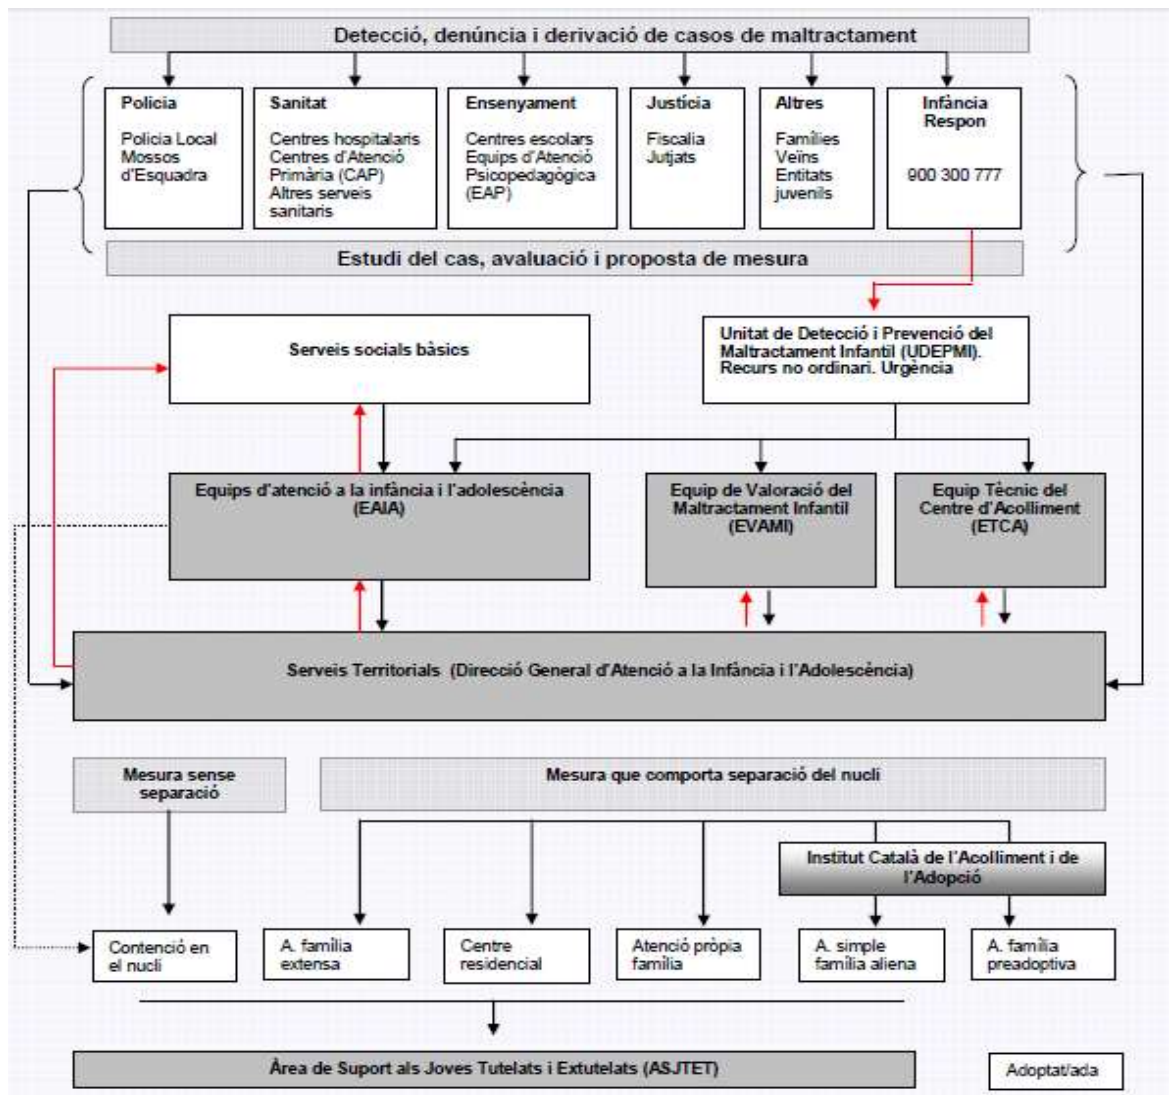 Detecció, denúncia i derivació de casos de maltractament
Policia
Policia Local
Mossos
d'Esquadra
Sanitat
Centres hospitalaris
Centres d'Atenció
Primària (CAP)
Altres serveis
sanitaris
Ensenyament
Centres escolars
Equips d'Atenció
Psicopedagògica
(EAP)
Justícia
Fiscalia
Jutjats
Altres
Famílies
Veïns
Entitats
juvenils
Infància
Respon
900 300 777
Estudi del cas, avaluació i proposta de mesura
Serveis socials bàsics
Unitat de Detecció i Prevenció del
Maltractament Infantil (UDEPMI).
Recurs no ordinari. Urgència
Equips d'atenció a la infància i l'adolescència
(EAIA)
Equip de Valoració del
Maltractament Infantil
(EVAMI)
Equip Tècnic del
Centre d'Acolliment
(ETCA)
Serveis Territorials (Direcció General d'Atenció a la Infància i l'Adolescència)
Mesura sense
separació
Mesura que comporta separació del nucli
Institut Català de l'Acolliment i de
l'Adopció
Contenció en
el nucli
A. família
extensa
Centre
residencial
Atenció pròpia
família
A. simple
família aliena
A. família
preadoptiva
Àrea de Suport als Joves Tutelats i Extutelats (ASJTET)
Adoptat/ada